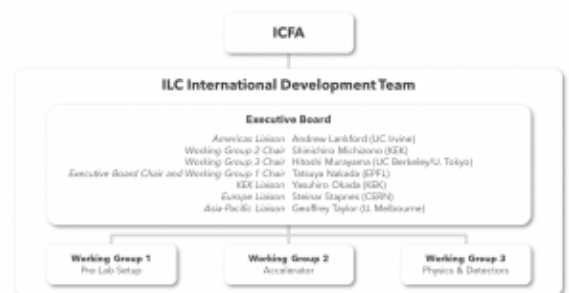 ICFA
ILC International Development Team
Executive Board
Americas Liaison Andrew Lankford (UC Irvine)
Working Group 2 Chair Shinichiro Michizono (KEK)
Working Group 3 Chair Hitoshi Murayama (UC Berkeley/U. Tokyo)
Executive Board Chair and Working Group 1 Chair Tatsuya Nakada (EPFL)
KEK Liaison Yasuhiro Okada (KEK)
Europe Liaison Steinar Stapnes (CERN)
Asia-Pacific Liaison Geoffrey Taylor (U. Melbourne)
Working Group 1 Working Group 2 Working Group 3
Pre-Lab Setup Accelerator Physics & Detectors